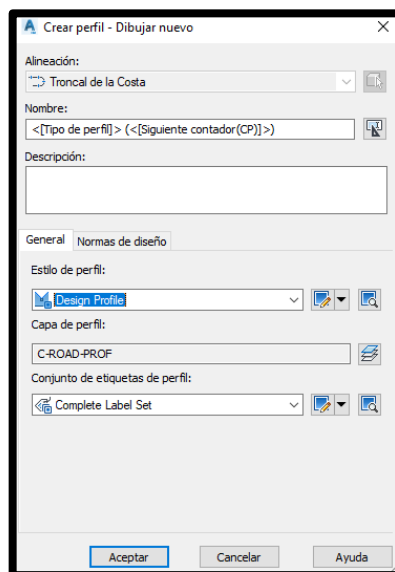 Crear perfil - Dibujar nuevo
Alineación:
Troncal de la Costa
Nombre:
<[Tipo de perfil]> (<[Siguiente contador(CP)]>)
Descripción:
General
Normas de diseño
Estilo de perfil:
Design Profile
Capa de perfil:
C-ROAD-PROF
Conjunto de etiquetas de perfil:
Complete Label Set
Aceptar
Cancelar
Ayuda